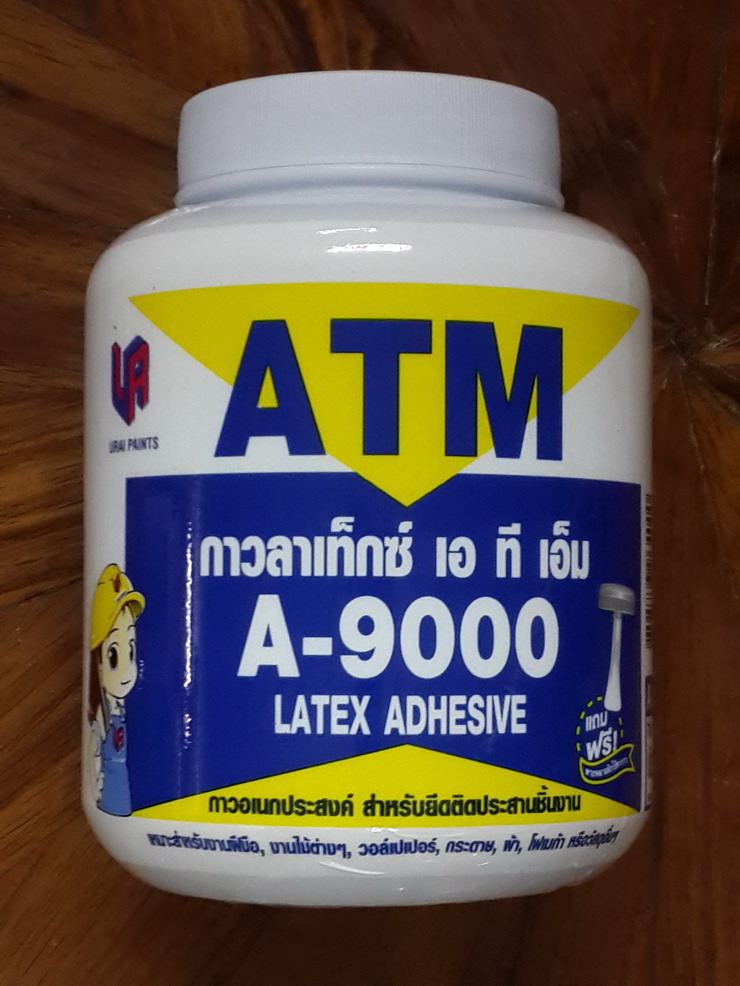 ATM
UR
URAI PAINTS
กาวลาเท็กซ์ เอ ที เอ็ม
A-9000
LATEX ADHESIVE
แถม
ฟรี!
กาวอเนกประสงค์ สำหรับยึดติดประสานชิ้นงาน
เหมาะสำหรับงานฝีมือ, งานไม้ต่างๆ, วอล์เปเปอร์, กระดาษ, ผ้า, โฟเมก้า หรือวัสดุอื่นๆ